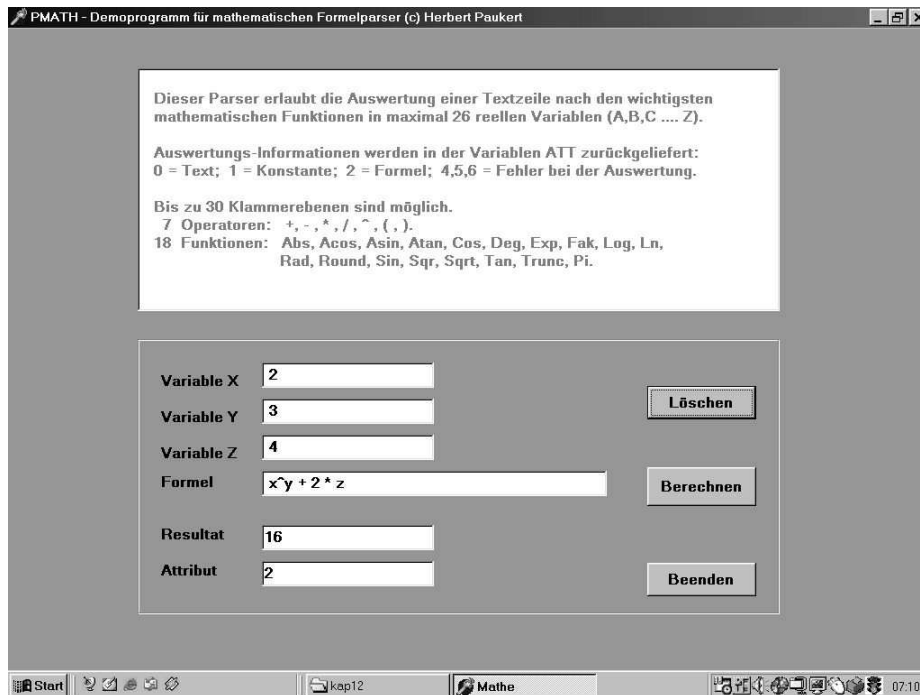 PMATH - Demoprogramm für mathematischen Formelparser (c) Herbert Paukert
Dieser Parser erlaubt die Auswertung einer Textzeile nach den wichtigsten
mathematischen Funktionen in maximal 26 reellen Variablen (A,B,C .... Z).
Auswertungs-Informationen werden in der Variablen ATT zurückgeliefert:
0 = Text; 1 = Konstante; 2 = Formel; 4,5,6 = Fehler bei der Auswertung.
Bis zu 30 Klammerebenen sind möglich.
7 Operatoren: +, - , * , / , ^ , ( , ).
18 Funktionen: Abs, Acos, Asin, Atan, Cos, Deg, Exp, Fak, Log, Ln,
Rad, Round, Sin, Sqr, Sqrt, Tan, Trunc, Pi.
Variable X 2
Variable Y 3
Variable Z 4
Formel x^y + 2 * z
Resultat 16
Attribut 2
Löschen
Berechnen
Beenden
Start kap12 Mathe 07:10